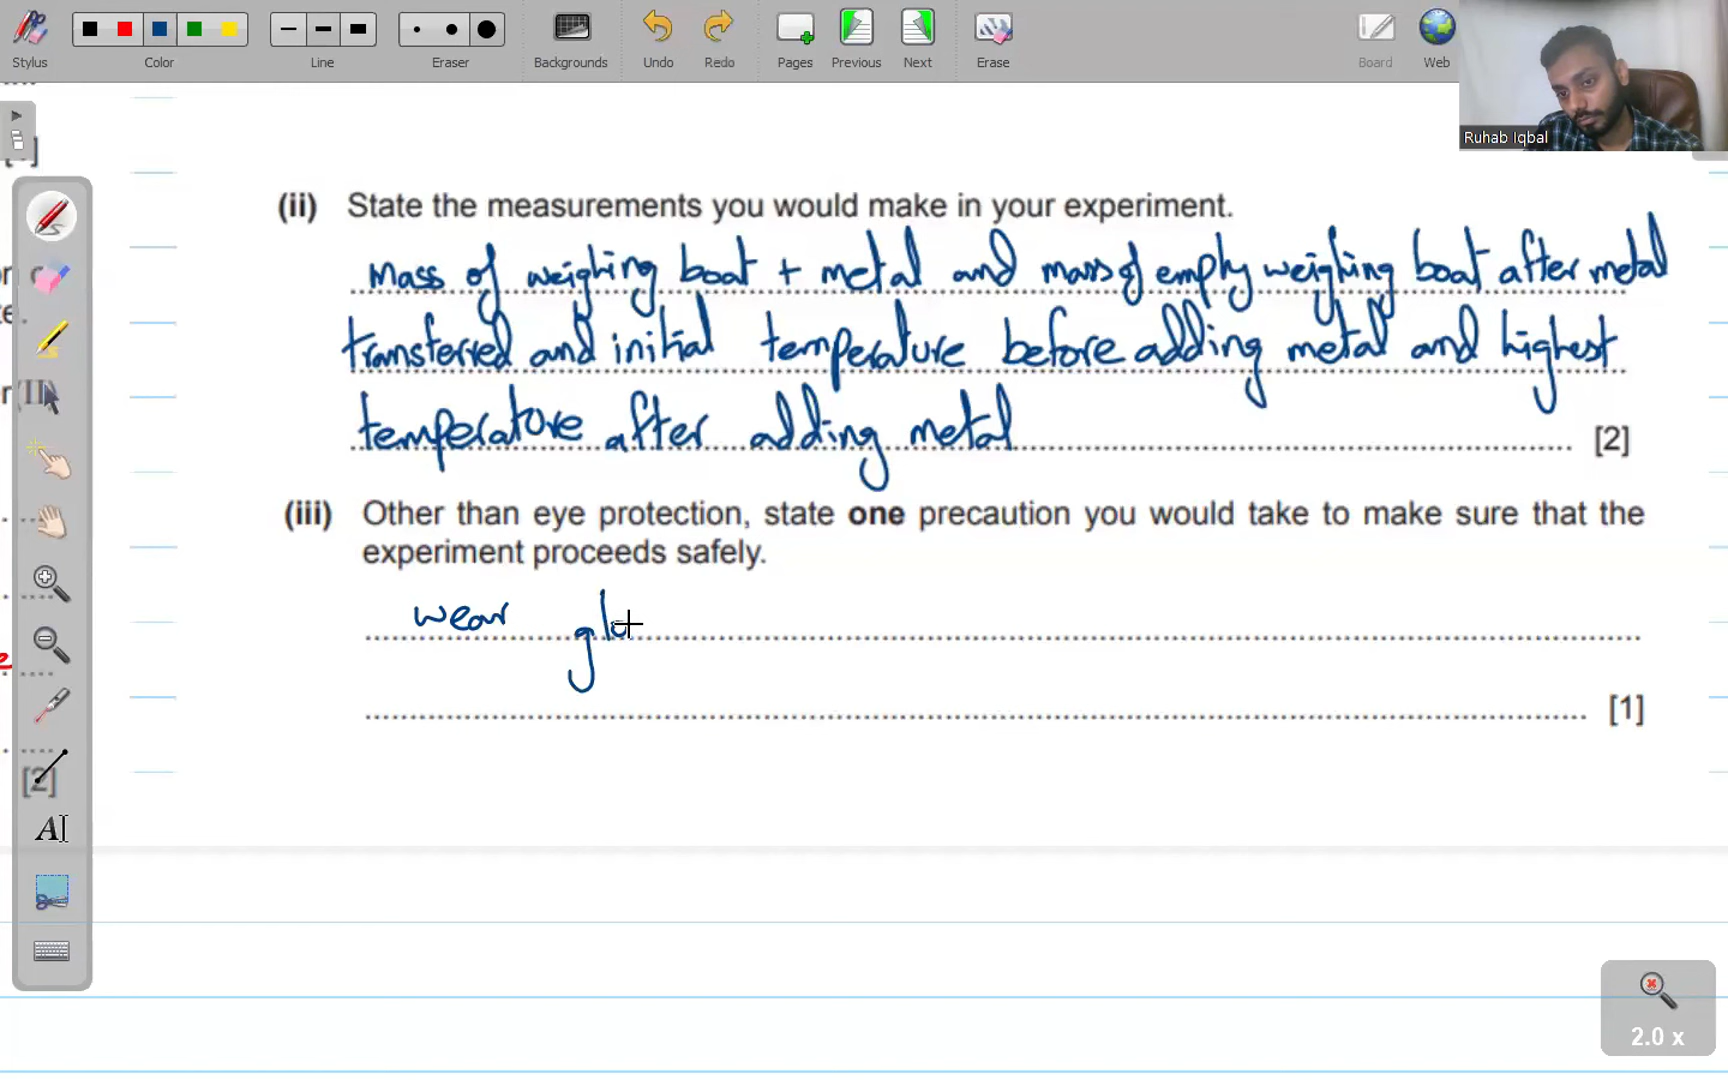 Stylus
Color
Line
Eraser
Backgrounds
Undo
Redo
Pages
Previous
Next
Erase
Board
Web
Ruhab Iqbal
(ii) State the measurements you would make in your experiment.
Mass of weighing boat + metal and mass of empty weighing boat after metal
transferred and initial temperature before adding metal and highest
temperature after adding metal
[2]
(iii) Other than eye protection, state one precaution you would take to make sure that the
experiment proceeds safely.
wear glo
[1]
[2]
2.0 x